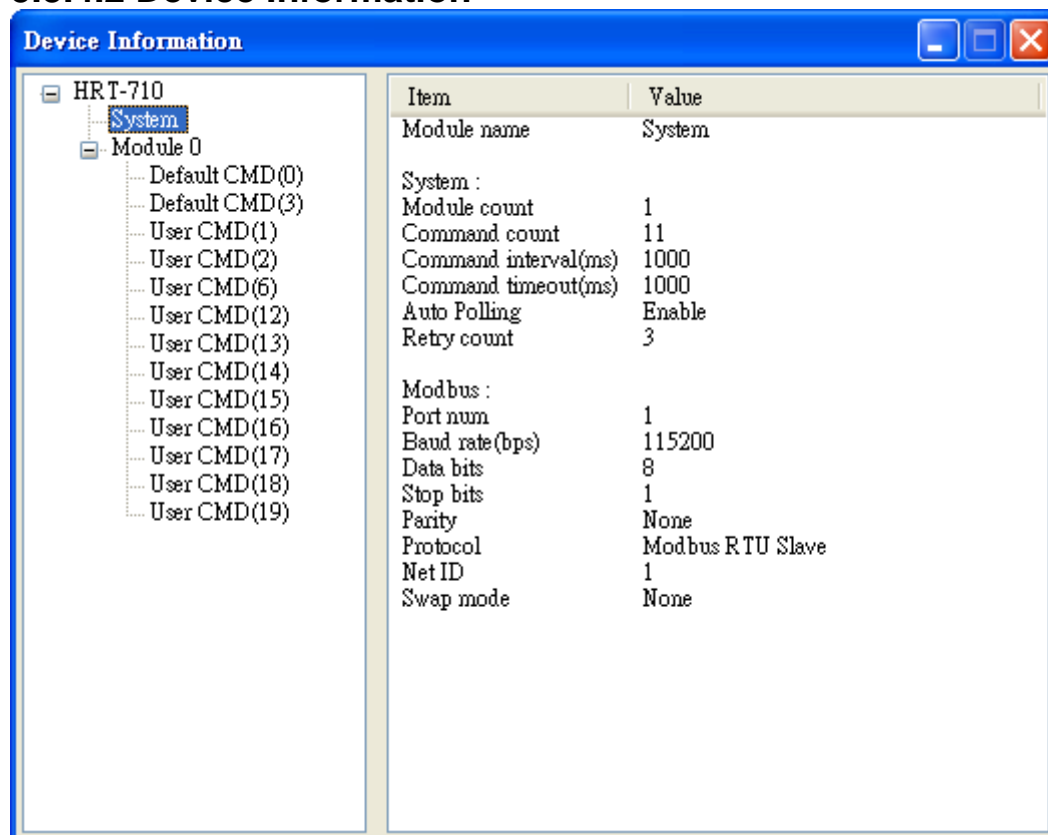 Device Information
HRT-710
System
Module 0
Default CMD(0)
Default CMD(3)
User CMD(1)
User CMD(2)
User CMD(6)
User CMD(12)
User CMD(13)
User CMD(14)
User CMD(15)
User CMD(16)
User CMD(17)
User CMD(18)
User CMD(19)
Item Value
Module name System
System :
Module count 1
Command count 11
Command interval(ms) 1000
Command timeout(ms) 1000
Auto Polling Enable
Retry count 3
Modbus :
Port num 1
Baud rate(bps) 115200
Data bits 8
Stop bits 1
Parity None
Protocol Modbus RTU Slave
Net ID 1
Swap mode None